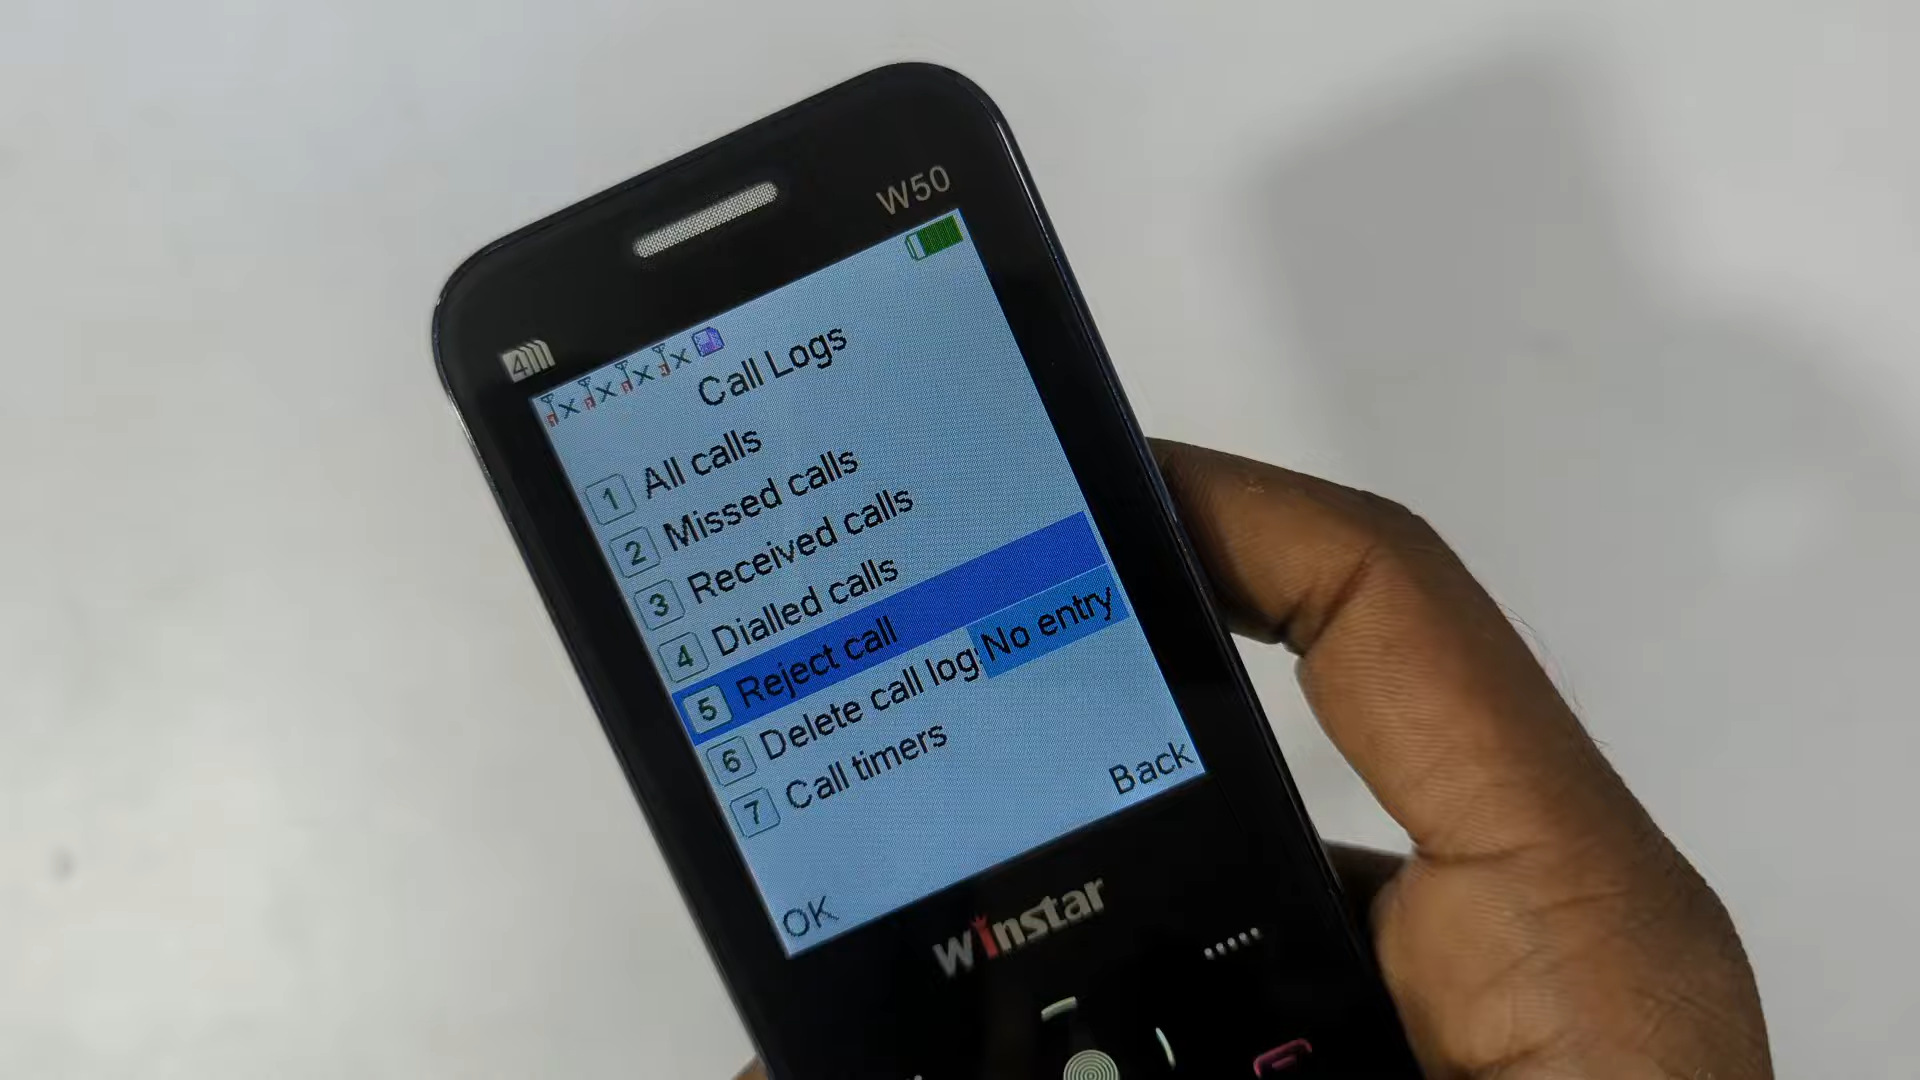 W50
4
Call Logs
1 All calls
2 Missed calls
3 Received calls
4 Dialled calls
5 Reject call
No entry
6 Delete call log
7 Call timers
OK
Back
winstar